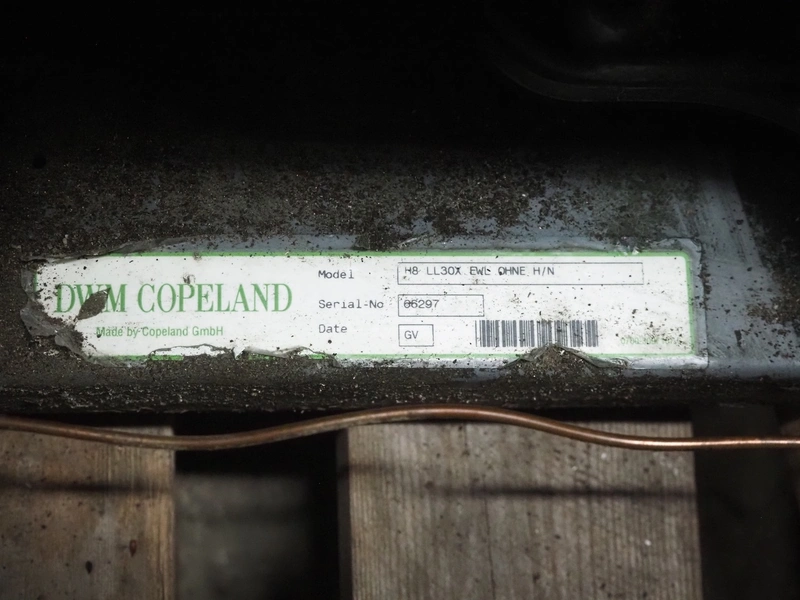 DWM COPELAND
Made by Copeland GmbH
Model H8 LL30X EWL OHNE H/N
Serial-No 06297
Date GV